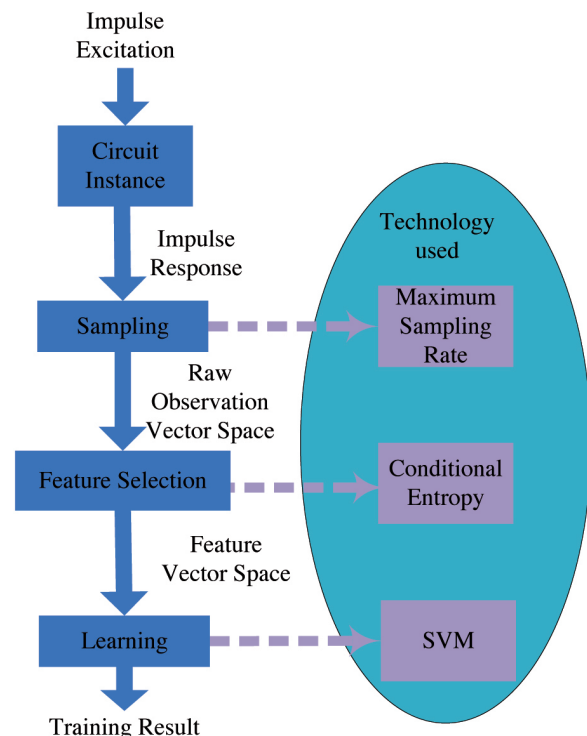 Impulse
Excitation
Circuit
Instance
Impulse
Response
Sampling
Raw
Observation
Vector Space
Feature Selection
Feature
Vector Space
Learning
Training Result
Technology
used
Maximum
Sampling
Rate
Conditional
Entropy
SVM